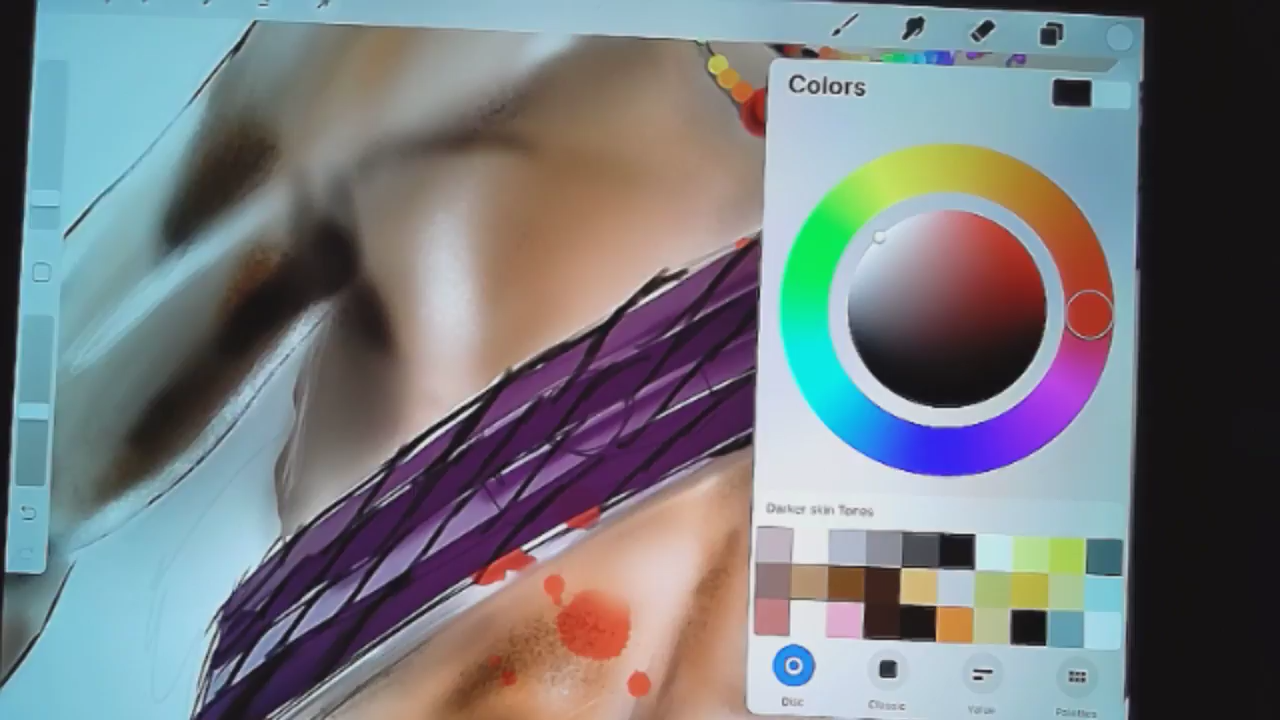 Colors
Darker skin Tones
Disc
Classic
Value
Palettes